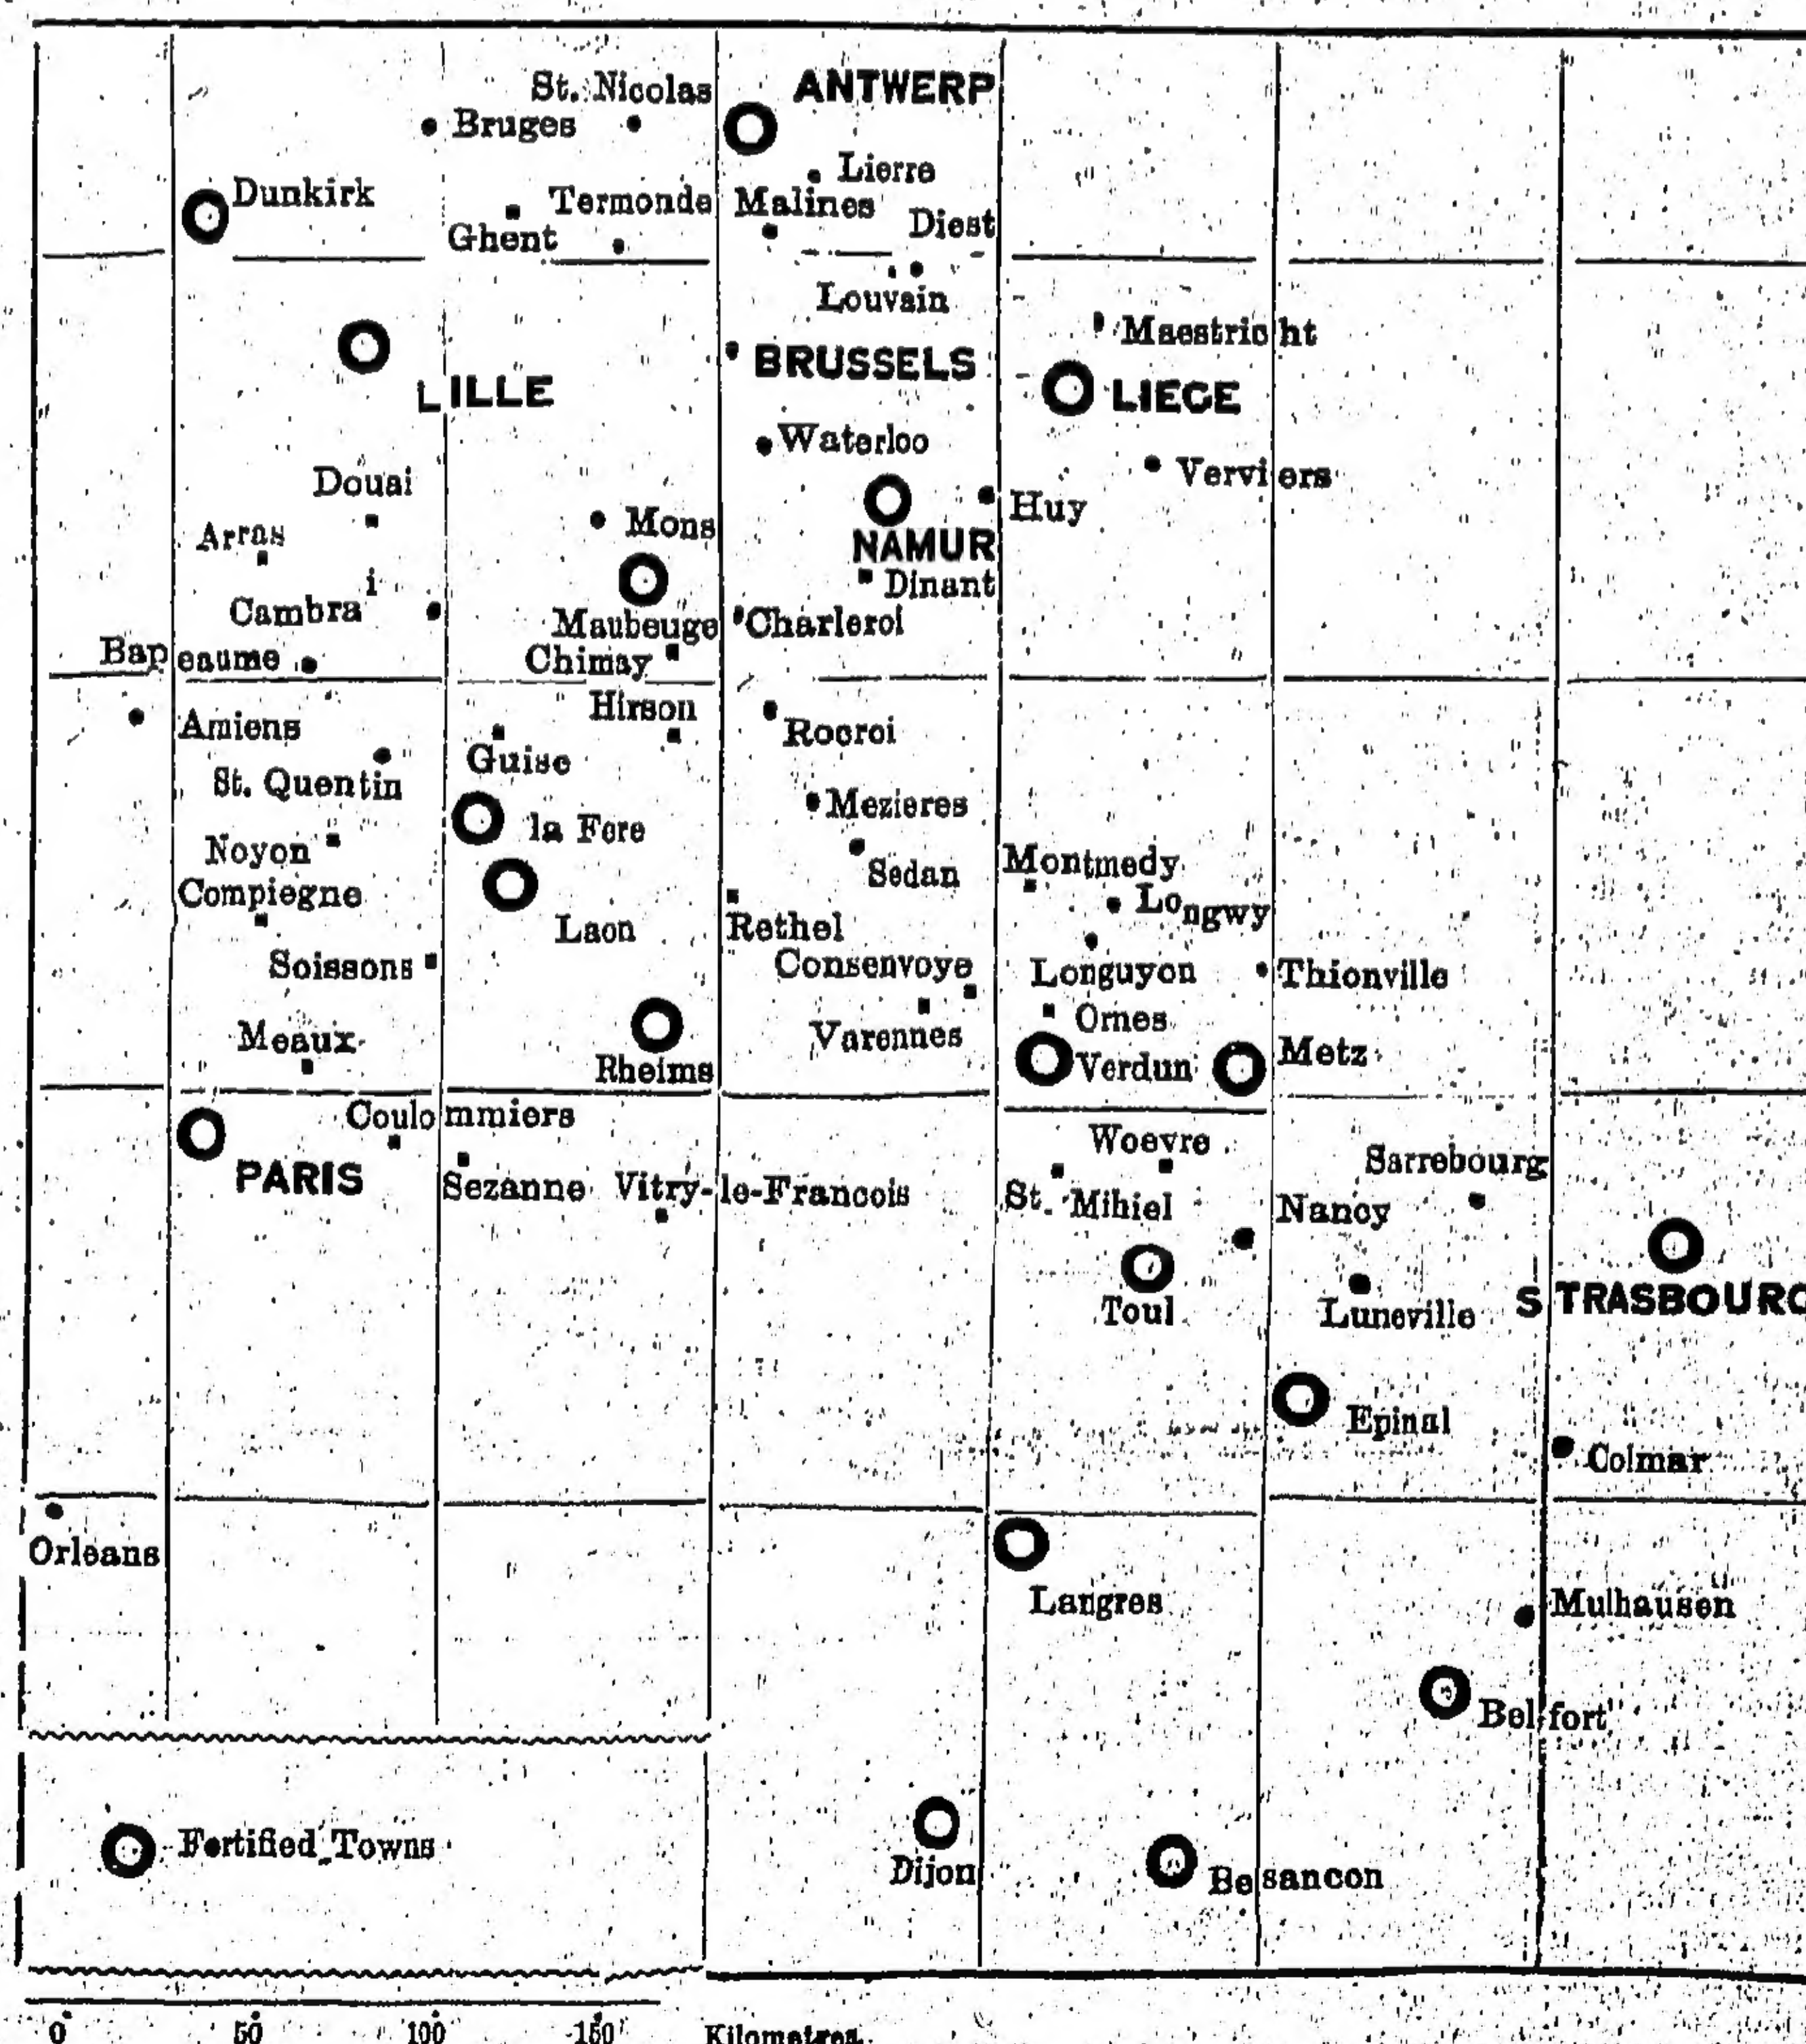 ANTWERP
St. Nicolas
Bruges
Lierre
Dunkirk
Termonde
Malines
Diest
Ghent
Louvain
Maestricht
BRUSSELS
LILLE
LIEGE
Waterloo
Verviers
Douai
Huy
Arras
Mons
NAMUR
Dinant
Cambrai
Maubeuge
Charleroi
Bapeaume
Chimay
Hirson
Amiens
Rocroi
Guise
St. Quentin
Mezieres
la Fere
Noyon
Sedan
Montmedy
Compiegne
Longwy
Laon
Rethel
Soissons
Consenvoye
Longuyon
Thionville
Ornes
Meaux
Varennes
Rheims
Verdun
Metz
Coulommiers
Woevre
Sarrebourg
PARIS
Sezanne
Vitry-le-Francois
St. Mihiel
Nancy
Toul
Luneville
STRASBOURG
Epinal
Colmar
Orleans
Langres
Mulhausen
Belfort
Fortified Towns
Dijon
Besancon
0 50 100 150 Kilometres.